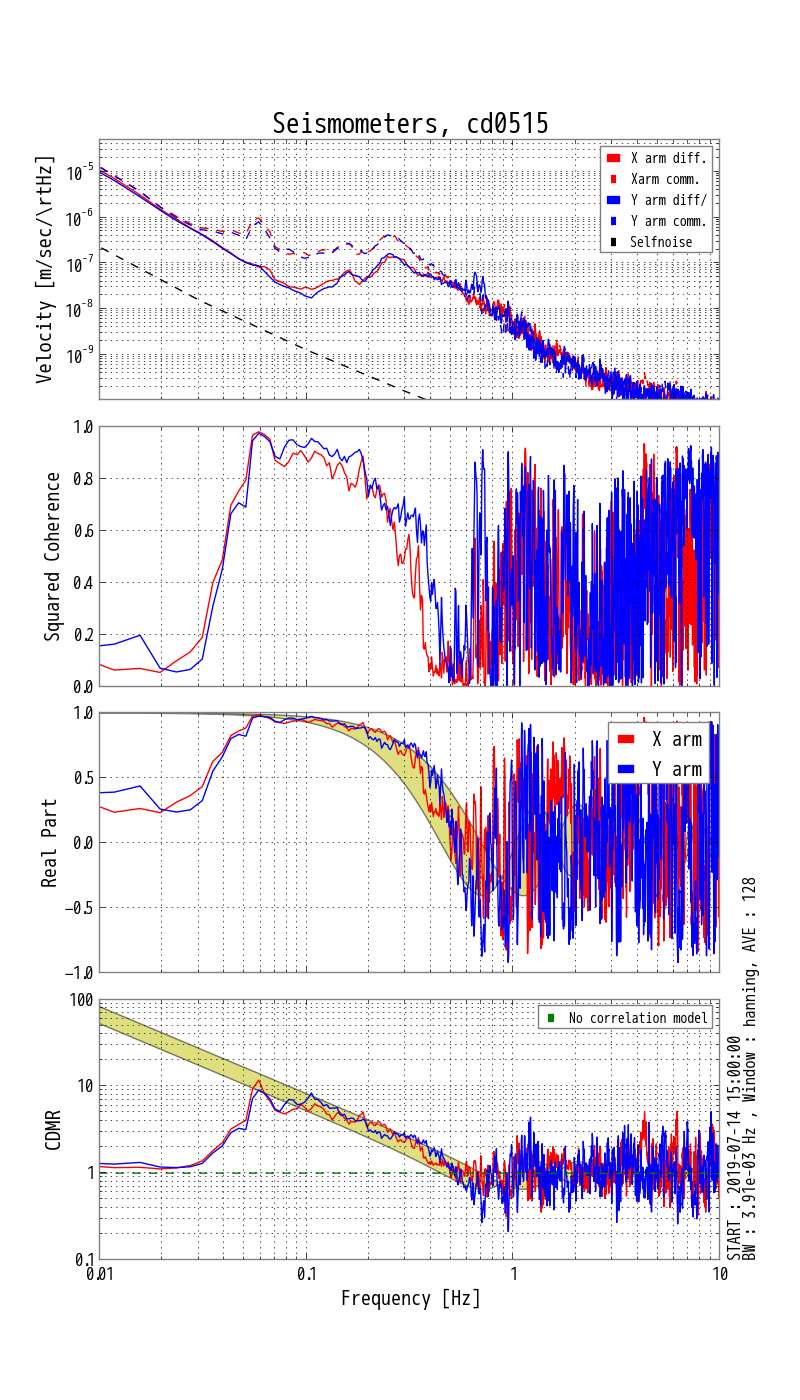 Seismometers, cd0515
Velocity [m/sec/\rtHz]
10^-5
10^-6
10^-7
10^-8
10^-9
X arm diff.
Xarm comm.
Y arm diff/
Y arm comm.
Selfnoise
Squared Coherence
1.0
0.8
0.6
0.4
0.2
0.0
Real Part
1.0
0.5
0.0
−0.5
−1.0
X arm
Y arm
CDMR
100
10
1
0.1
No correlation model
0.01
0.1
1
10
Frequency [Hz]
START : 2019-07-14 15:00:00
BW : 3.91e-03 Hz , Window : hanning, AVE : 128